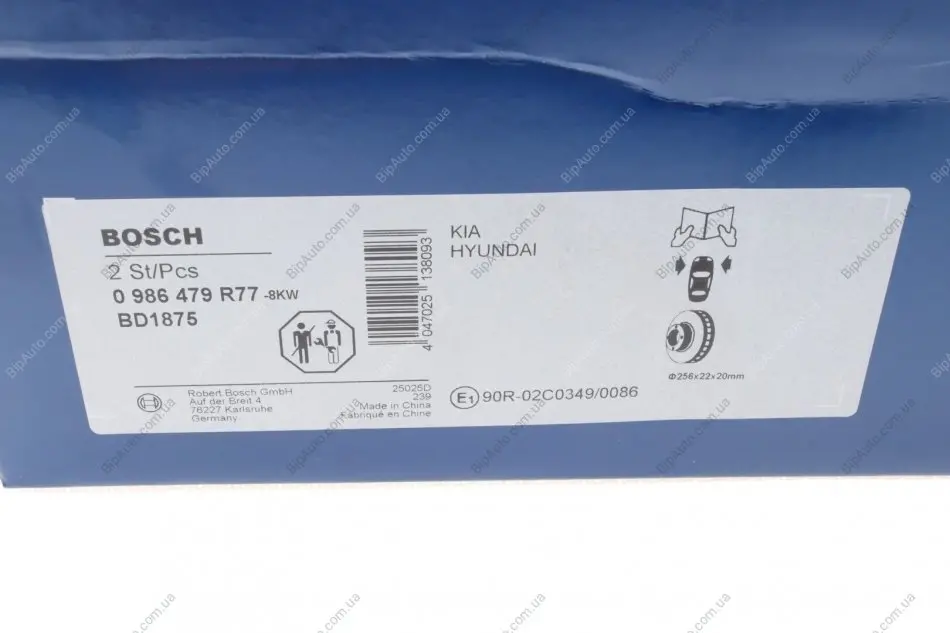 BOSCH
2 St/Pcs
0 986 479 R77 -8KW
BD1875
4 047025 138093
KIA
HYUNDAI
Φ256x22x20mm
Robert Bosch GmbH
Auf der Breit 4
76227 Karlsruhe
Germany
25025D
239
Made in China
Fabriqué en Chine
E1 90R-02C0349/0086
BipAuto.com.ua